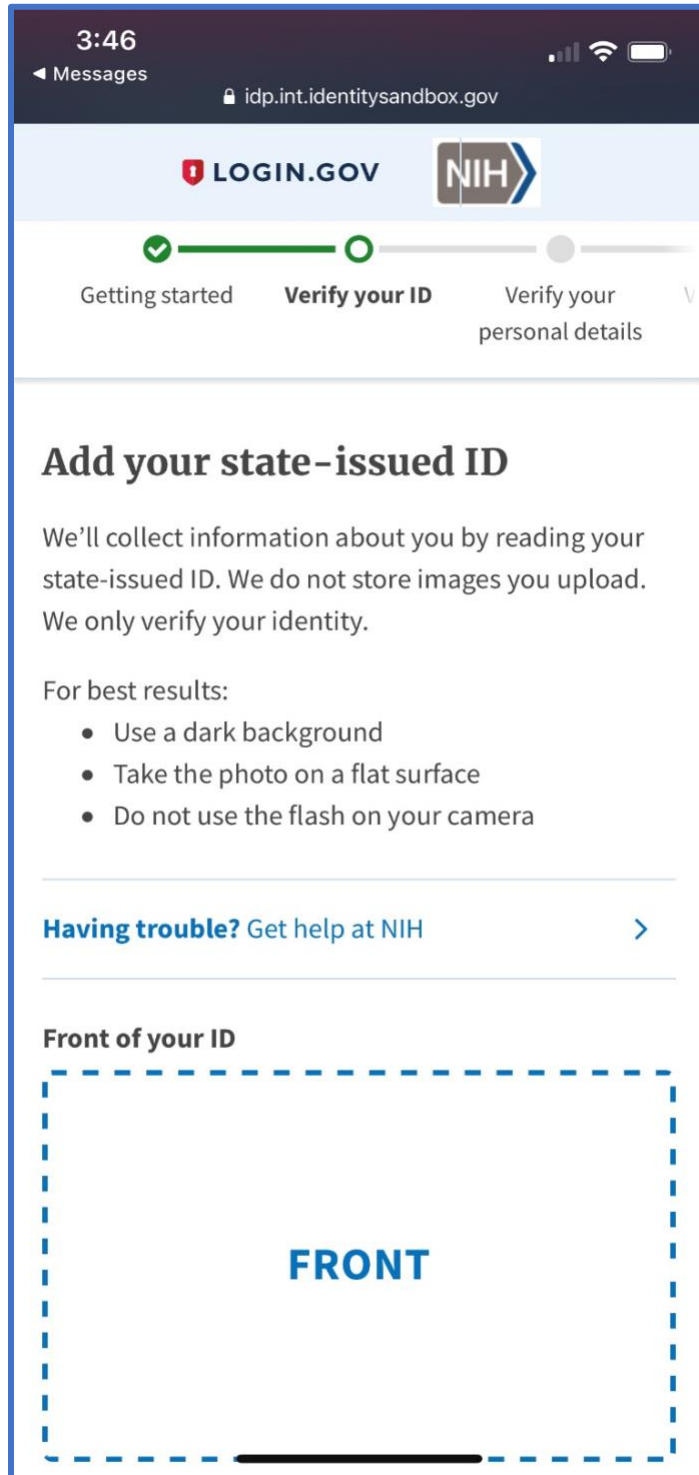 3:46
◀ Messages
idp.int.identitysandbox.gov
LOGIN.GOV NIH
Getting started Verify your ID Verify your
personal details
Add your state-issued ID
We’ll collect information about you by reading your
state-issued ID. We do not store images you upload.
We only verify your identity.
For best results:
• Use a dark background
• Take the photo on a flat surface
• Do not use the flash on your camera
Having trouble? Get help at NIH
Front of your ID
FRONT